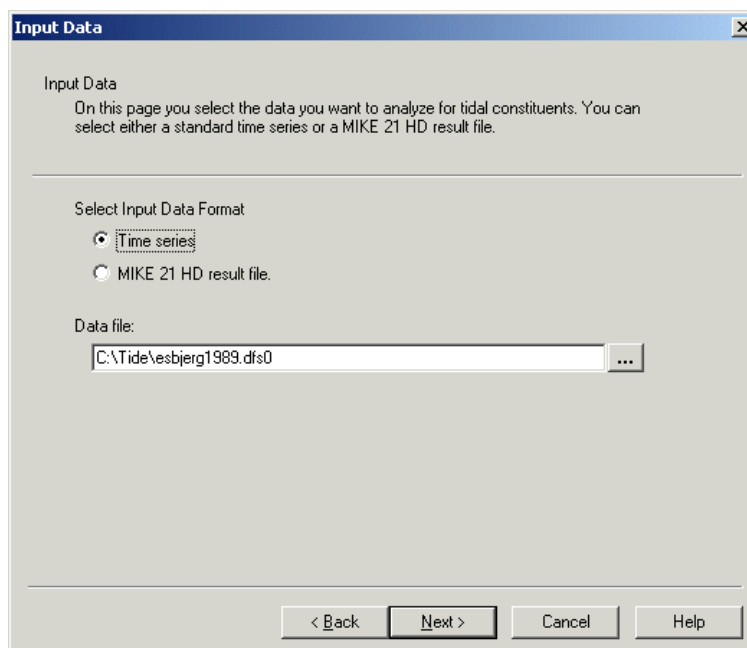 Input Data
Input Data
On this page you select the data you want to analyze for tidal constituents. You can
select either a standard time series or a MIKE 21 HD result file.
Select Input Data Format
Time series
MIKE 21 HD result file.
Data file:
C:\Tide\esbjerg1989.dfs0
...
< Back
Next >
Cancel
Help